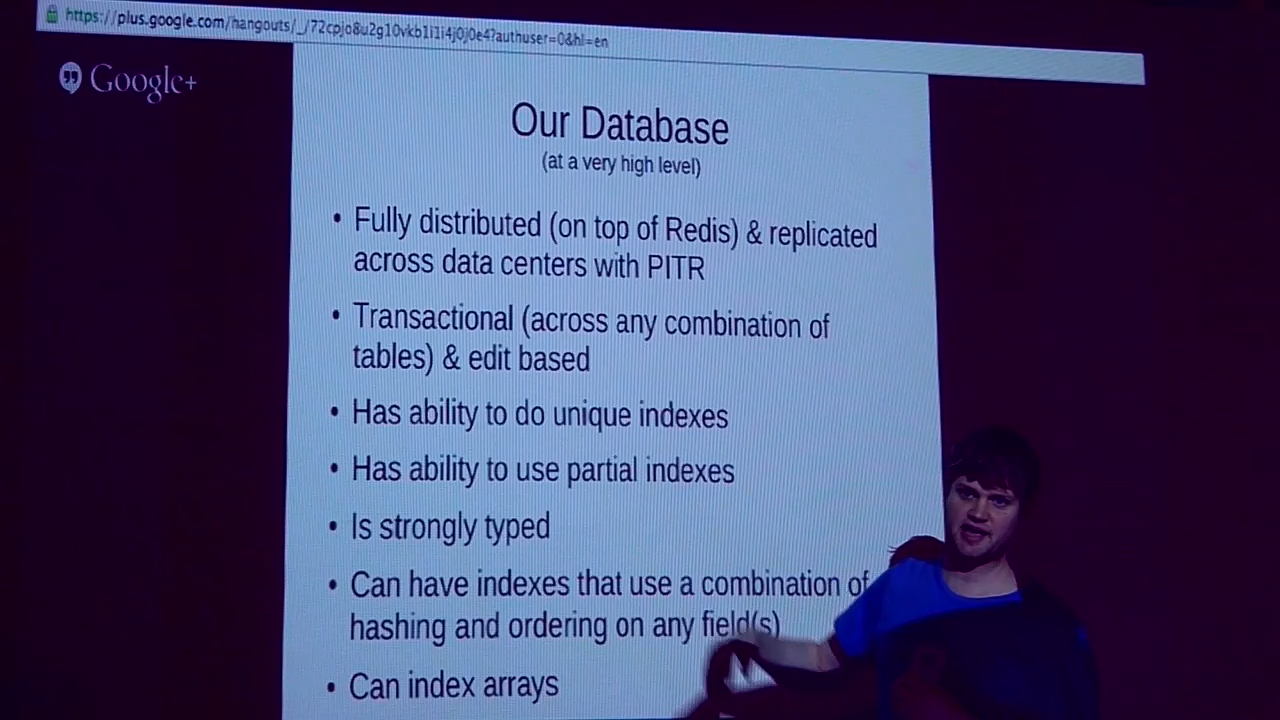 https://plus.google.com/hangouts/_/72cpjo8u2g10vkb1i1i4j0j0e4?authuser=0&hl=en
Google+
Our Database
(at a very high level)
• Fully distributed (on top of Redis) & replicated
across data centers with PITR
• Transactional (across any combination of
tables) & edit based
• Has ability to do unique indexes
• Has ability to use partial indexes
• Is strongly typed
• Can have indexes that use a combination of
hashing and ordering on any field(s)
• Can index arrays